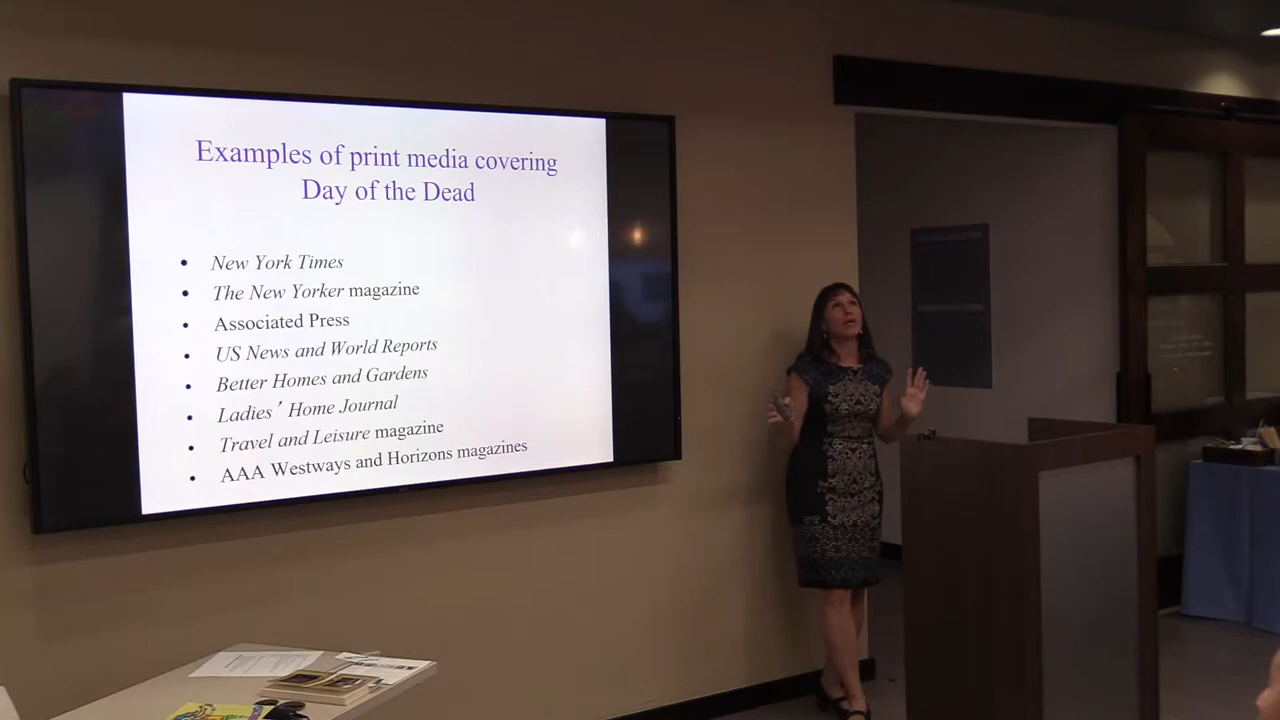 Examples of print media covering
Day of the Dead
• New York Times
• The New Yorker magazine
• Associated Press
• US News and World Reports
• Better Homes and Gardens
• Ladies' Home Journal
• Travel and Leisure magazine
• AAA Westways and Horizons magazines